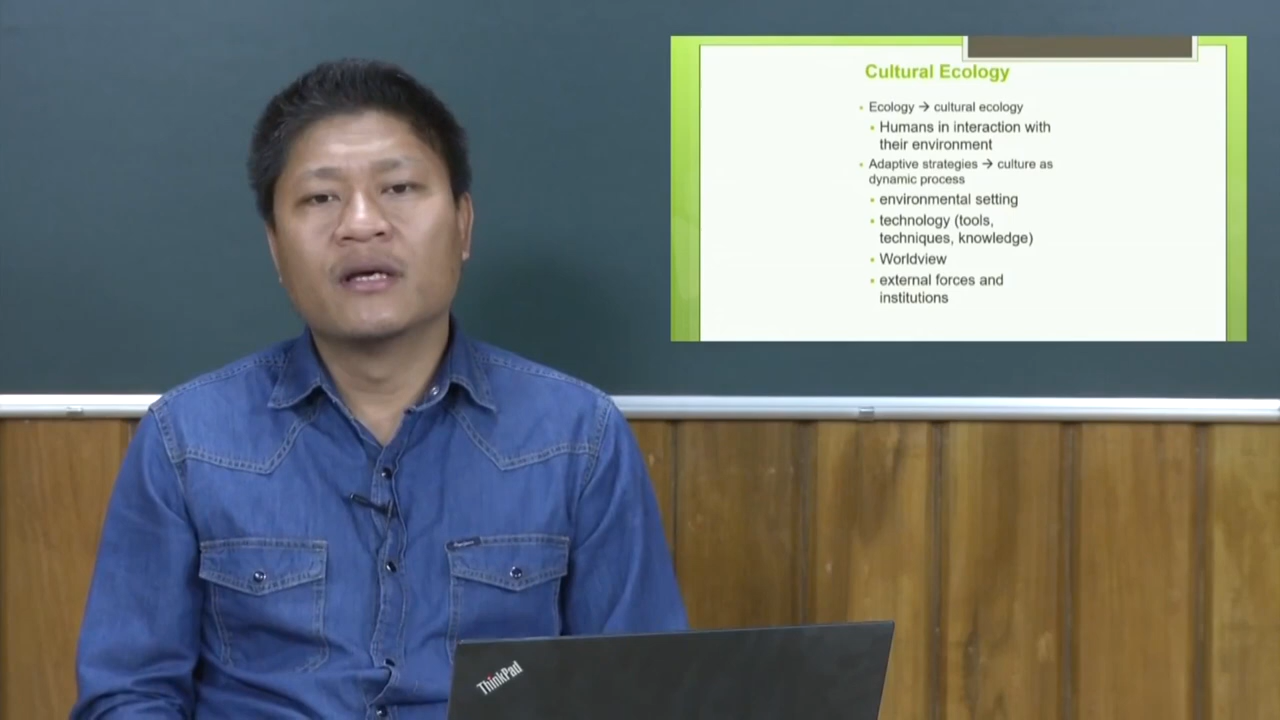 Cultural Ecology
• Ecology → cultural ecology
• Humans in interaction with
their environment
• Adaptive strategies → culture as
dynamic process
• environmental setting
• technology (tools,
techniques, knowledge)
• Worldview
• external forces and
institutions
ThinkPad